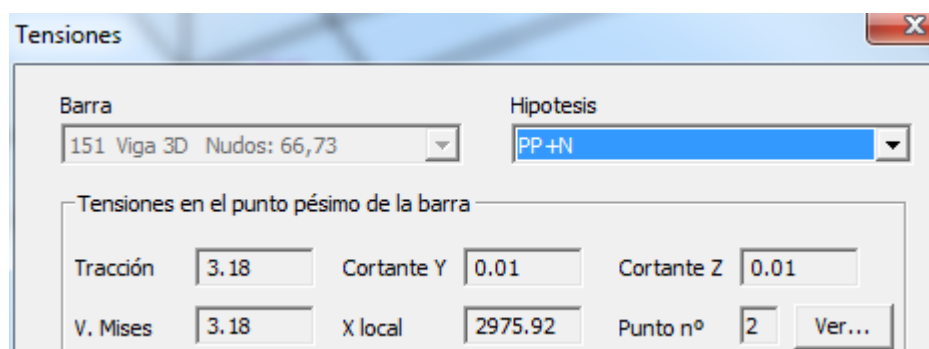 Tensiones
Barra Hipotesis
151 Viga 3D Nudos: 66,73 PP+N
Tensiones en el punto pésimo de la barra
Tracción 3.18 Cortante Y 0.01 Cortante Z 0.01
V. Mises 3.18 X local 2975.92 Punto nº 2 Ver...